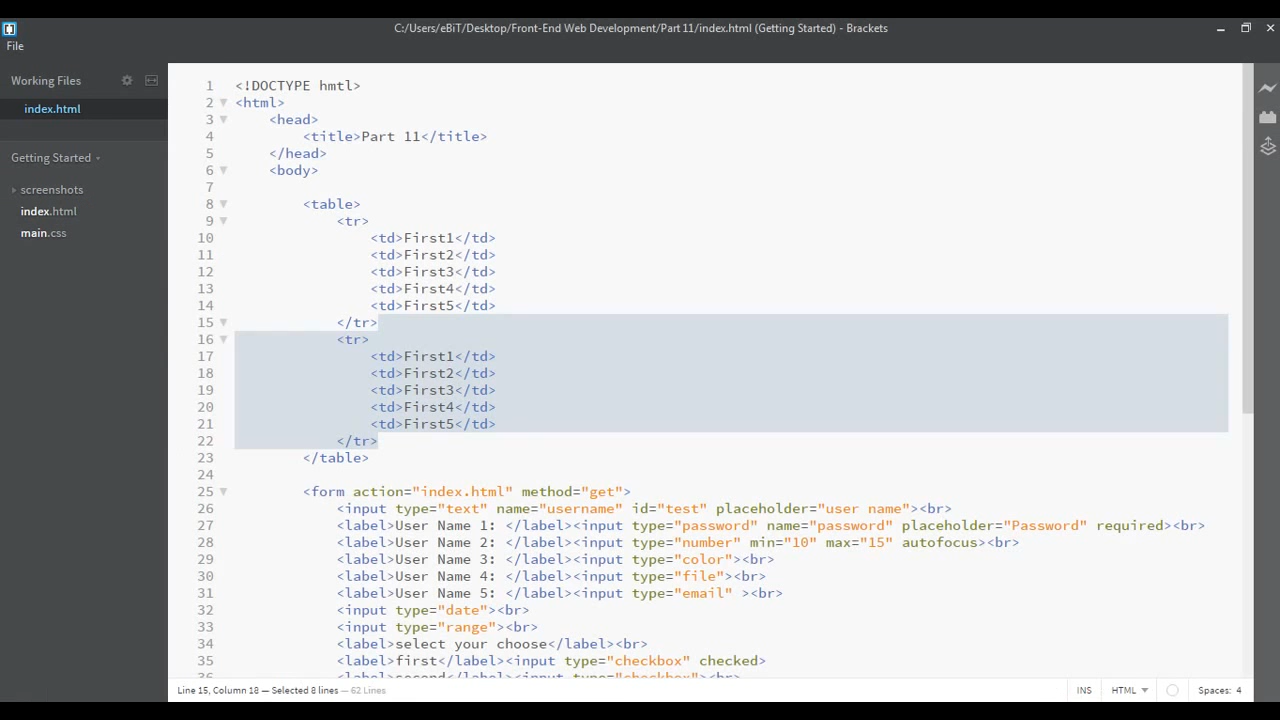 C:/Users/eBiT/Desktop/Front-End Web Development/Part 11/index.html (Getting Started) - Brackets
File
Working Files
index.html
Getting Started
screenshots
index.html
main.css
1 <!DOCTYPE hmtl>
2 <html>
3 <head>
4 <title>Part 11</title>
5 </head>
6 <body>
7
8 <table>
9 <tr>
10 <td>First1</td>
11 <td>First2</td>
12 <td>First3</td>
13 <td>First4</td>
14 <td>First5</td>
15 </tr>
16 <tr>
17 <td>First1</td>
18 <td>First2</td>
19 <td>First3</td>
20 <td>First4</td>
21 <td>First5</td>
22 </tr>
23 </table>
24
25 <form action="index.html" method="get">
26 <input type="text" name="username" id="test" placeholder="user name"><br>
27 <label>User Name 1: </label><input type="password" name="password" placeholder="Password" required><br>
28 <label>User Name 2: </label><input type="number" min="10" max="15" autofocus><br>
29 <label>User Name 3: </label><input type="color"><br>
30 <label>User Name 4: </label><input type="file"><br>
31 <label>User Name 5: </label><input type="email" ><br>
32 <input type="date"><br>
33 <input type="range"><br>
34 <label>select your choose</label><br>
35 <label>first</label><input type="checkbox" checked>
36 <label>second</label><input type="checkbox"><br>
Line 15, Column 18 — Selected 8 lines — 62 Lines
INS
HTML
Spaces: 4